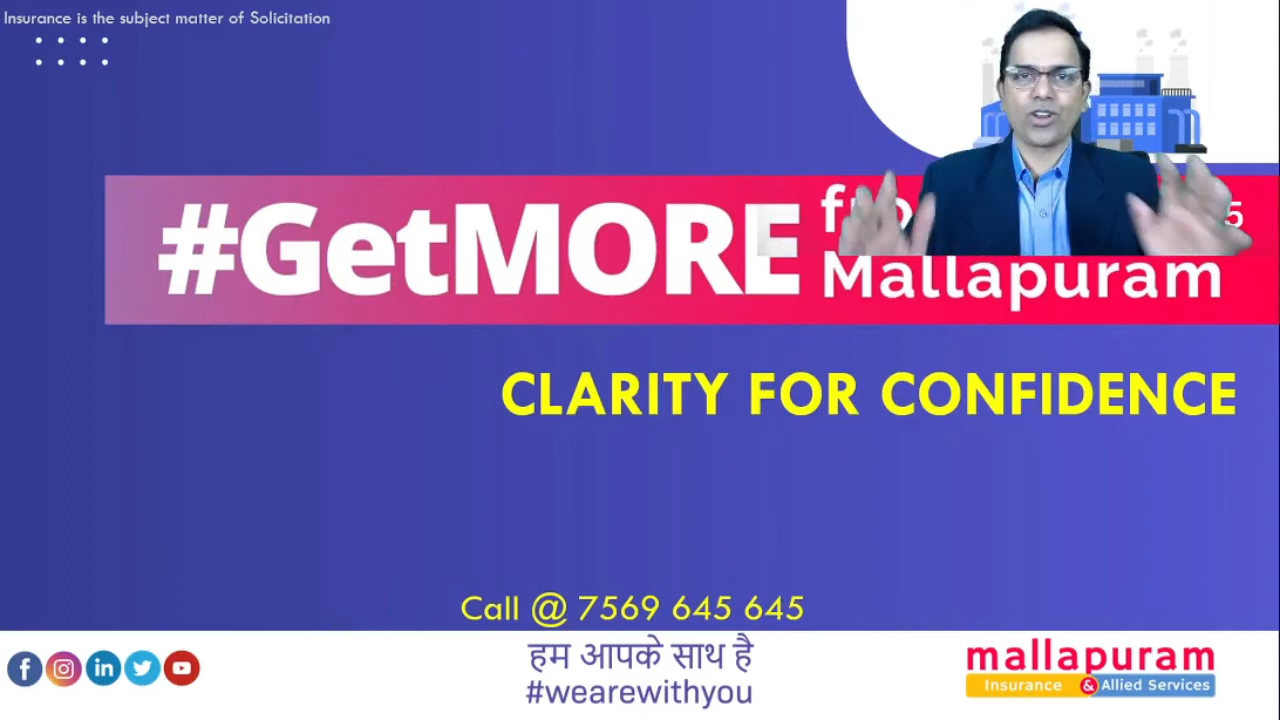 Insurance is the subject matter of Solicitation
#GetMORE
5
Mallapuram
CLARITY FOR CONFIDENCE
Call @ 7569 645 645
हम आपके साथ है
#wearewithyou
mallapuram
Insurance & Allied Services